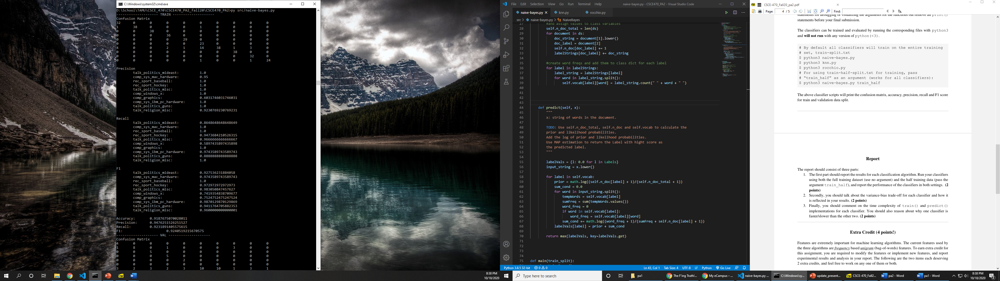 C:\Windows\system32\cmd.exe
D:\School\TAMU\CSCE_470\CSCE470_PA2_fall20\CSCE470_PA2>py src/naive-bayes.py
-------------------- TRAIN --------------------
Confusion Matrix
32 0 0 0 0 0 0 0 0 0
1 38 0 0 0 1 0 0 0 0
0 0 38 0 0 0 0 0 0 0
0 0 0 36 0 0 0 0 0 0
0 0 0 0 29 0 0 0 0 0
0 0 0 0 0 23 0 0 0 0
4 0 0 2 1 14 38 1 3 0
0 0 0 0 0 0 0 38 0 0
0 0 0 0 0 0 0 0 32 0
0 0 0 0 0 1 0 0 1 24
Precision
talk_politics_mideast: 1.0
comp_sys_mac_hardware: 0.95
rec_sport_baseball: 1.0
rec_sport_hockey: 1.0
talk_politics_misc: 1.0
comp_windows_x: 1.0
comp_graphics: 0.6031746031746031
comp_sys_ibm_pc_hardware: 1.0
talk_politics_guns: 1.0
talk_religion_misc: 0.9230769230769231
Recall
talk_politics_mideast: 0.8648648648648649
comp_sys_mac_hardware: 1.0
rec_sport_baseball: 1.0
rec_sport_hockey: 0.9473684210526315
talk_politics_misc: 0.9666666666666667
comp_windows_x: 0.5897435897435898
comp_graphics: 1.0
comp_sys_ibm_pc_hardware: 0.9743589743589743
talk_politics_guns: 0.8888888888888888
talk_religion_misc: 1.0
F1
talk_politics_mideast: 0.927536231884058
comp_sys_mac_hardware: 0.9743589743589743
rec_sport_baseball: 1.0
rec_sport_hockey: 0.972972972972973
talk_politics_misc: 0.983050847457627
comp_windows_x: 0.7419354838709677
comp_graphics: 0.7524752475247524
comp_sys_ibm_pc_hardware: 0.9870129870129869
talk_politics_guns: 0.9411764705882353
talk_religion_misc: 0.9600000000000001
Accuracy: 0.9187675070028011
Precision: 0.9476251526251527
Recall: 0.9231891405575615
F1: 0.9240519215670575
-------------------- VAL --------------------
Confusion Matrix
4 0 0 0 0 0 0 0 0 0
1 8 0 1 0 0 0 3 0 0
0 0 5 0 0 0 0 0 0 0
0 0 0 5 0 0 0 0 0 0
0 0 0 0 2 0 0 0 0 0
0 0 0 0 0 0 0 0 0 0
3 2 3 2 3 10 10 1 3 1
8:38 PM
10/18/2020
File Edit Selection View Go Run Terminal Help
naive-bayes.py - CSCE470_PA2 - Visual Studio Code
naive-bayes.py
knn.py
rocchio.py
src > naive-bayes.py > NaiveBayes
27 #and assign values to class variables
28 self.n_doc_total = len(ds)
29 for document in ds:
30 doc_string = document[1].lower()
31 doc_label = document[2]
32 self.n_doc[doc_label] += 1
33 labelStrings[doc_label] += doc_string
34
35 #create word freqs and add them to class dict for each label
36 for label in labelStrings:
37 label_string = labelStrings[label]
38 for word in label_string.split():
39 self.vocab[label][word] = label_string.count(" " + word + " ")
40
41
42
43
44 def predict(self, x):
45 """
46 x: string of words in the document.
47
48 TODO: Use self.n_doc_total, self.n_doc and self.vocab to calculate the
49 prior and likelihood probabilities.
50 Add the log of prior and likelihood probabilities.
51 Use MAP estimation to return the Label with hight score as
52 the predicted label.
53 """
54
55 labelVals = {l: 0.0 for l in Labels}
56 input_string = x.lower()
57
58 for label in self.vocab:
59 prior = math.log((self.n_doc[label] + 1)/(self.n_doc_total + 1))
60 sum_cond = 0.0
61 for word in input_string.split():
62 tempWords = self.vocab[label]
63 sumFreq = sum(tempWords.values())
64 word_freq = 0
65 if word in self.vocab[label]:
66 word_freq = self.vocab[label][word]
67 sum_cond += math.log((word_freq + 1)/(sumFreq + self.n_doc[label] + 1))
68 labelVals[label] = prior + sum_cond
69
70 return max(labelVals, key=labelVals.get)
71
72
73
74
75 def main(train_split):
Python 3.8.5 32-bit 0 0 Ln 43, Col 1 Tab Size: 4 UTF-8 LF Python Go Live
Type here to search
pa1
The F'ing Truth!...
My eCampus – ...
naive-bayes.py ...
C:\Windows\sy...
update_present...
CSCE-470_Fall2...
pa2 - Word
pa1 - Word
8:38 PM
10/18/2020
CSCE-470_Fall20_pa2.pdf
Page: 4 / 5 Find:
statements for debugging or visualizing the arguments for the functions but remove all print()
statements before your final submission.
The classifiers can be trained and evaluated by running the corresponding files with python3
and will not run with any version of python(<3).
# By default all classifiers will train on the entire training
# set, train-split.txt
$ python3 naive-bayes.py
$ python3 knn.py
$ python3 rocchio.py
# For using train-half-split.txt for training, pass
# “train_half” as an argument (works for all classifiers):
$ python3 naive-bayes.py train_half
The above classifier scripts will print the confusion matrix, accuracy, precision, recall and F1 score
for train and validation data split.
Report
The report should consist of three parts:
1. The first part should report the results for each classification algorithm. Run your classifiers
using both the full training dataset (use no argument) and the half training data (pass the
argument train_half), and report the performance of the classifiers in both settings. (2
points)
2. Secondly, you should talk about the variance-bias trade-off for each classifier and how it
is reflected in your results. (2 points)
3. Finally, you should comment on the time complexity of train() and predict()
implementations for each classifier. You should also reason about why one classifier is
faster/slower than the other two. (2 points)
Extra Credit (4 points!)
Features are extremely important for machine learning algorithms. The current features used by
the three algorithms are frequency based unigram (bag-of-words) features. To earn extra credit for
this assignment, you are required to modify the features or implement new features, and report
experimental results and analysis in your report. The following are the two items each deserving
2 extra credits, and feel free to work on any one of them or both.